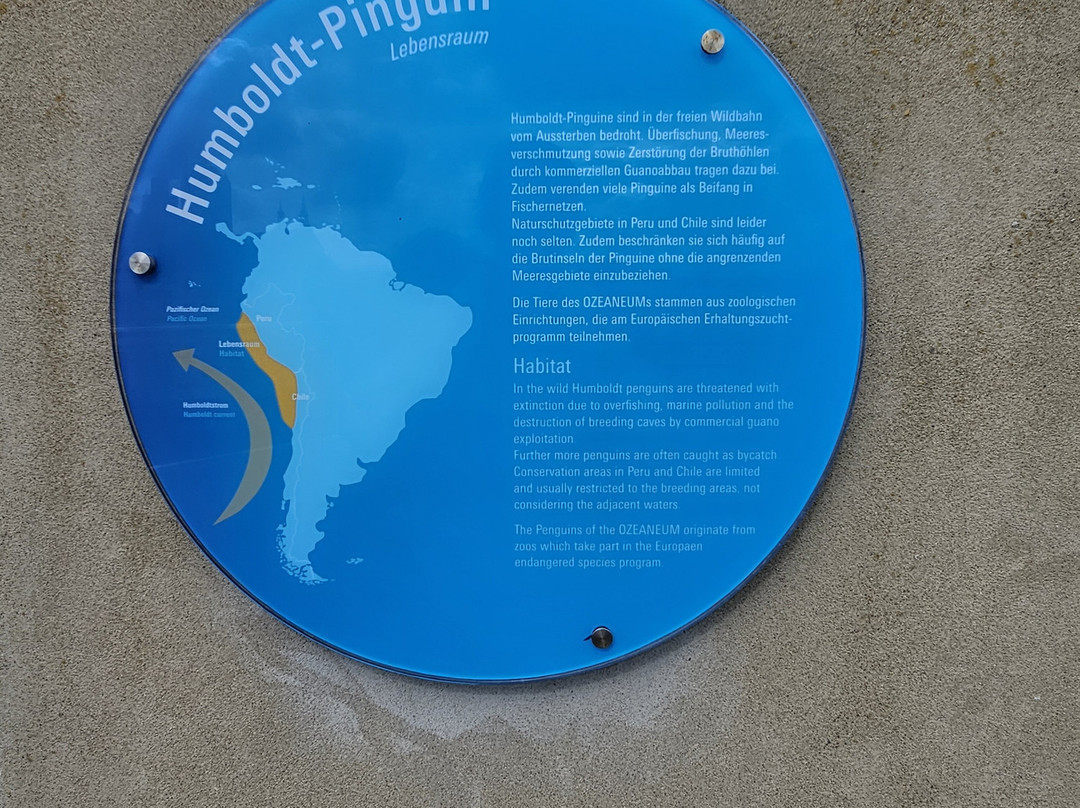 Humboldt-Pinguin
Lebensraum
Humboldt-Pinguine sind in der freien Wildbahn
vom Aussterben bedroht. Überfischung, Meeres-
verschmutzung sowie Zerstörung der Bruthöhlen
durch kommerziellen Guanoabbau tragen dazu bei.
Zudem verenden viele Pinguine als Beifang in
Fischernetzen.
Naturschutzgebiete in Peru und Chile sind leider
noch selten. Zudem beschränken sie sich häufig auf
die Brutinseln der Pinguine ohne die angrenzenden
Meeresgebiete einzubeziehen.
Die Tiere des OZEANEUMs stammen aus zoologischen
Einrichtungen, die am Europäischen Erhaltungszucht-
programm teilnehmen.
Habitat
In the wild Humboldt penguins are threatened with
extinction due to overfishing, marine pollution and the
destruction of breeding caves by commercial guano
exploitation.
Further more penguins are often caught as bycatch.
Conservation areas in Peru and Chile are limited
and usually restricted to the breeding areas, not
considering the adjacent waters.
The Penguins of the OZEANEUM originate from
zoos which take part in the Europaen
endangered species program.
Pazifischer Ozean
Pacific Ocean
Peru
Lebensraum
Habitat
Chile
Humboldtstrom
Humboldt current